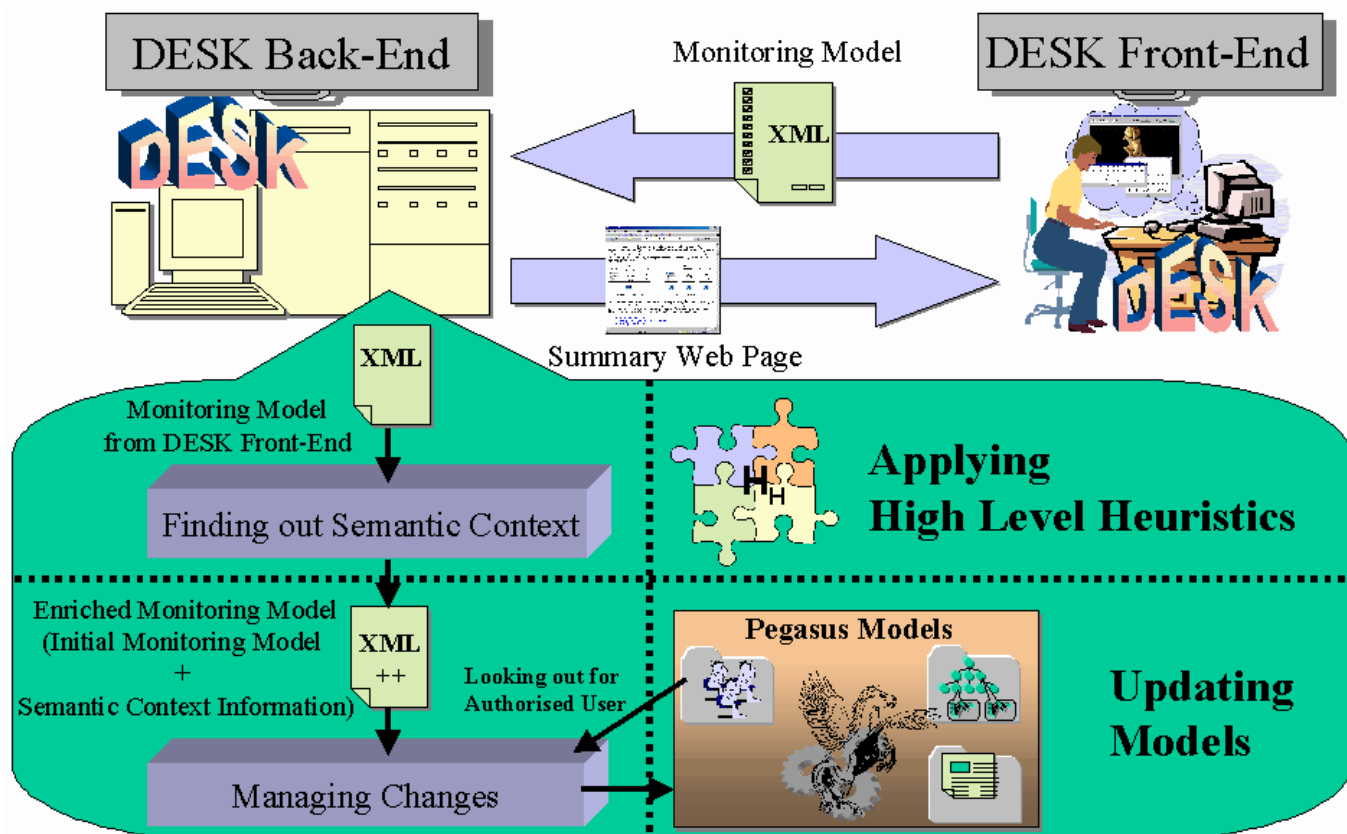 DESK Back-End
Monitoring Model
DESK Front-End
DESK
XML
DESK
Summary Web Page
XML
Monitoring Model
from DESK Front-End
Finding out Semantic Context
H
H
Applying
High Level Heuristics
Enriched Monitoring Model
(Initial Monitoring Model
+
Semantic Context Information)
XML
++
Looking out for
Authorised User
Pegasus Models
Updating
Models
Managing Changes